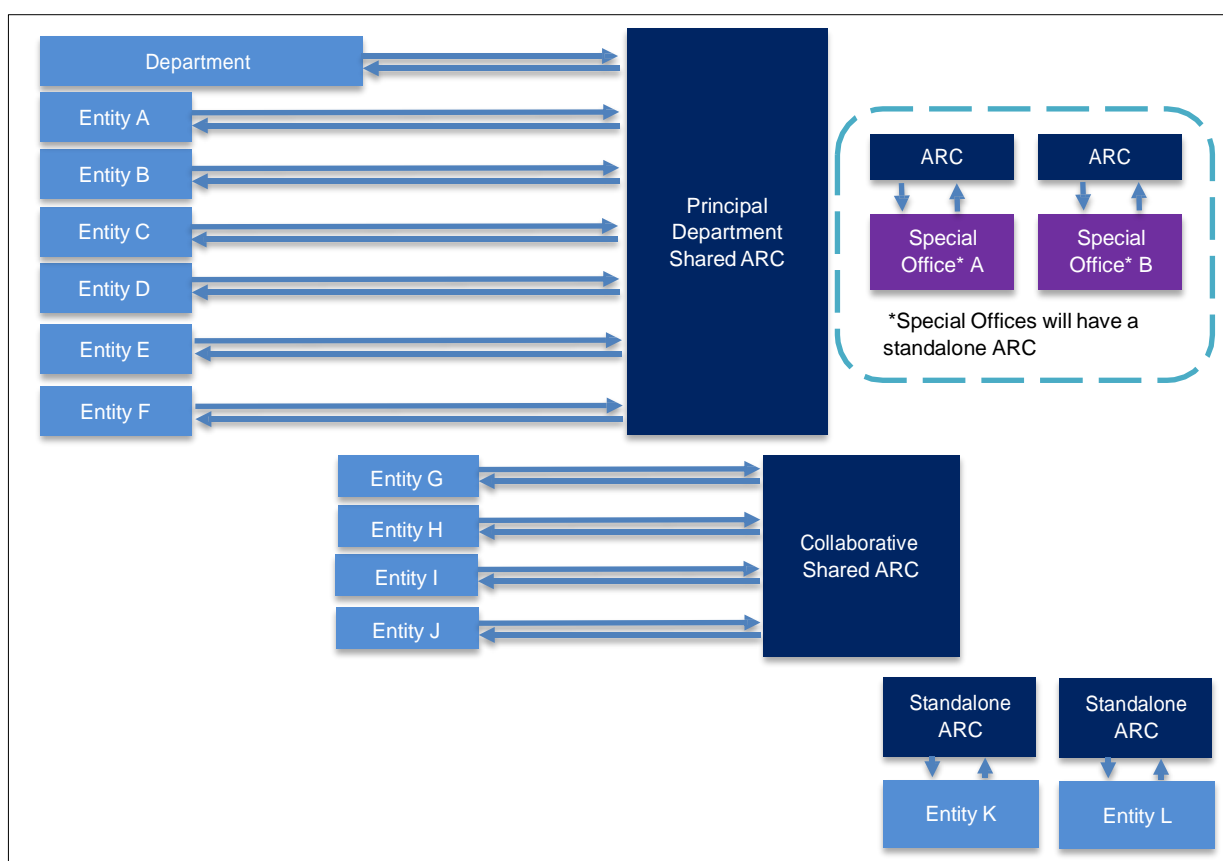 Department
Entity A
Entity B
Entity C
Entity D
Entity E
Entity F
Principal
Department
Shared ARC
ARC
ARC
Special
Office* A
Special
Office* B
*Special Offices will have a
standalone ARC
Entity G
Entity H
Entity I
Entity J
Collaborative
Shared ARC
Standalone
ARC
Standalone
ARC
Entity K
Entity L